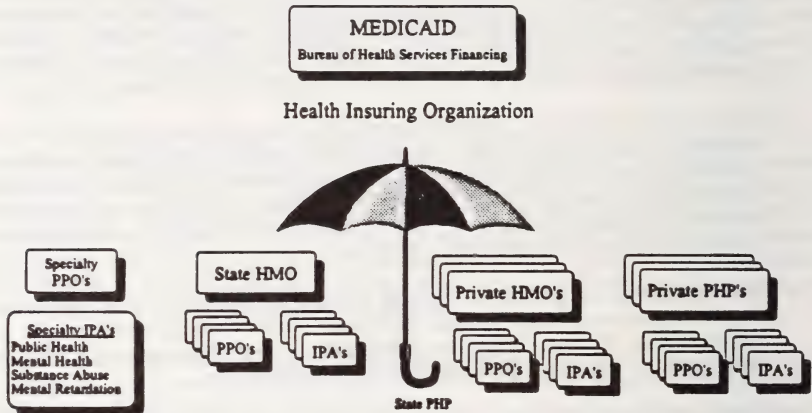 MEDICAID
Bureau of Health Services Financing
Health Insuring Organization
Specialty
PPO's
State HMO
Private HMO's
Private PHP's
Specialty IPA's
Public Health
Mental Health
Substance Abuse
Mental Retardation
PPO's
IPA's
PPO's
IPA's
PPO's
IPA's
State PHP